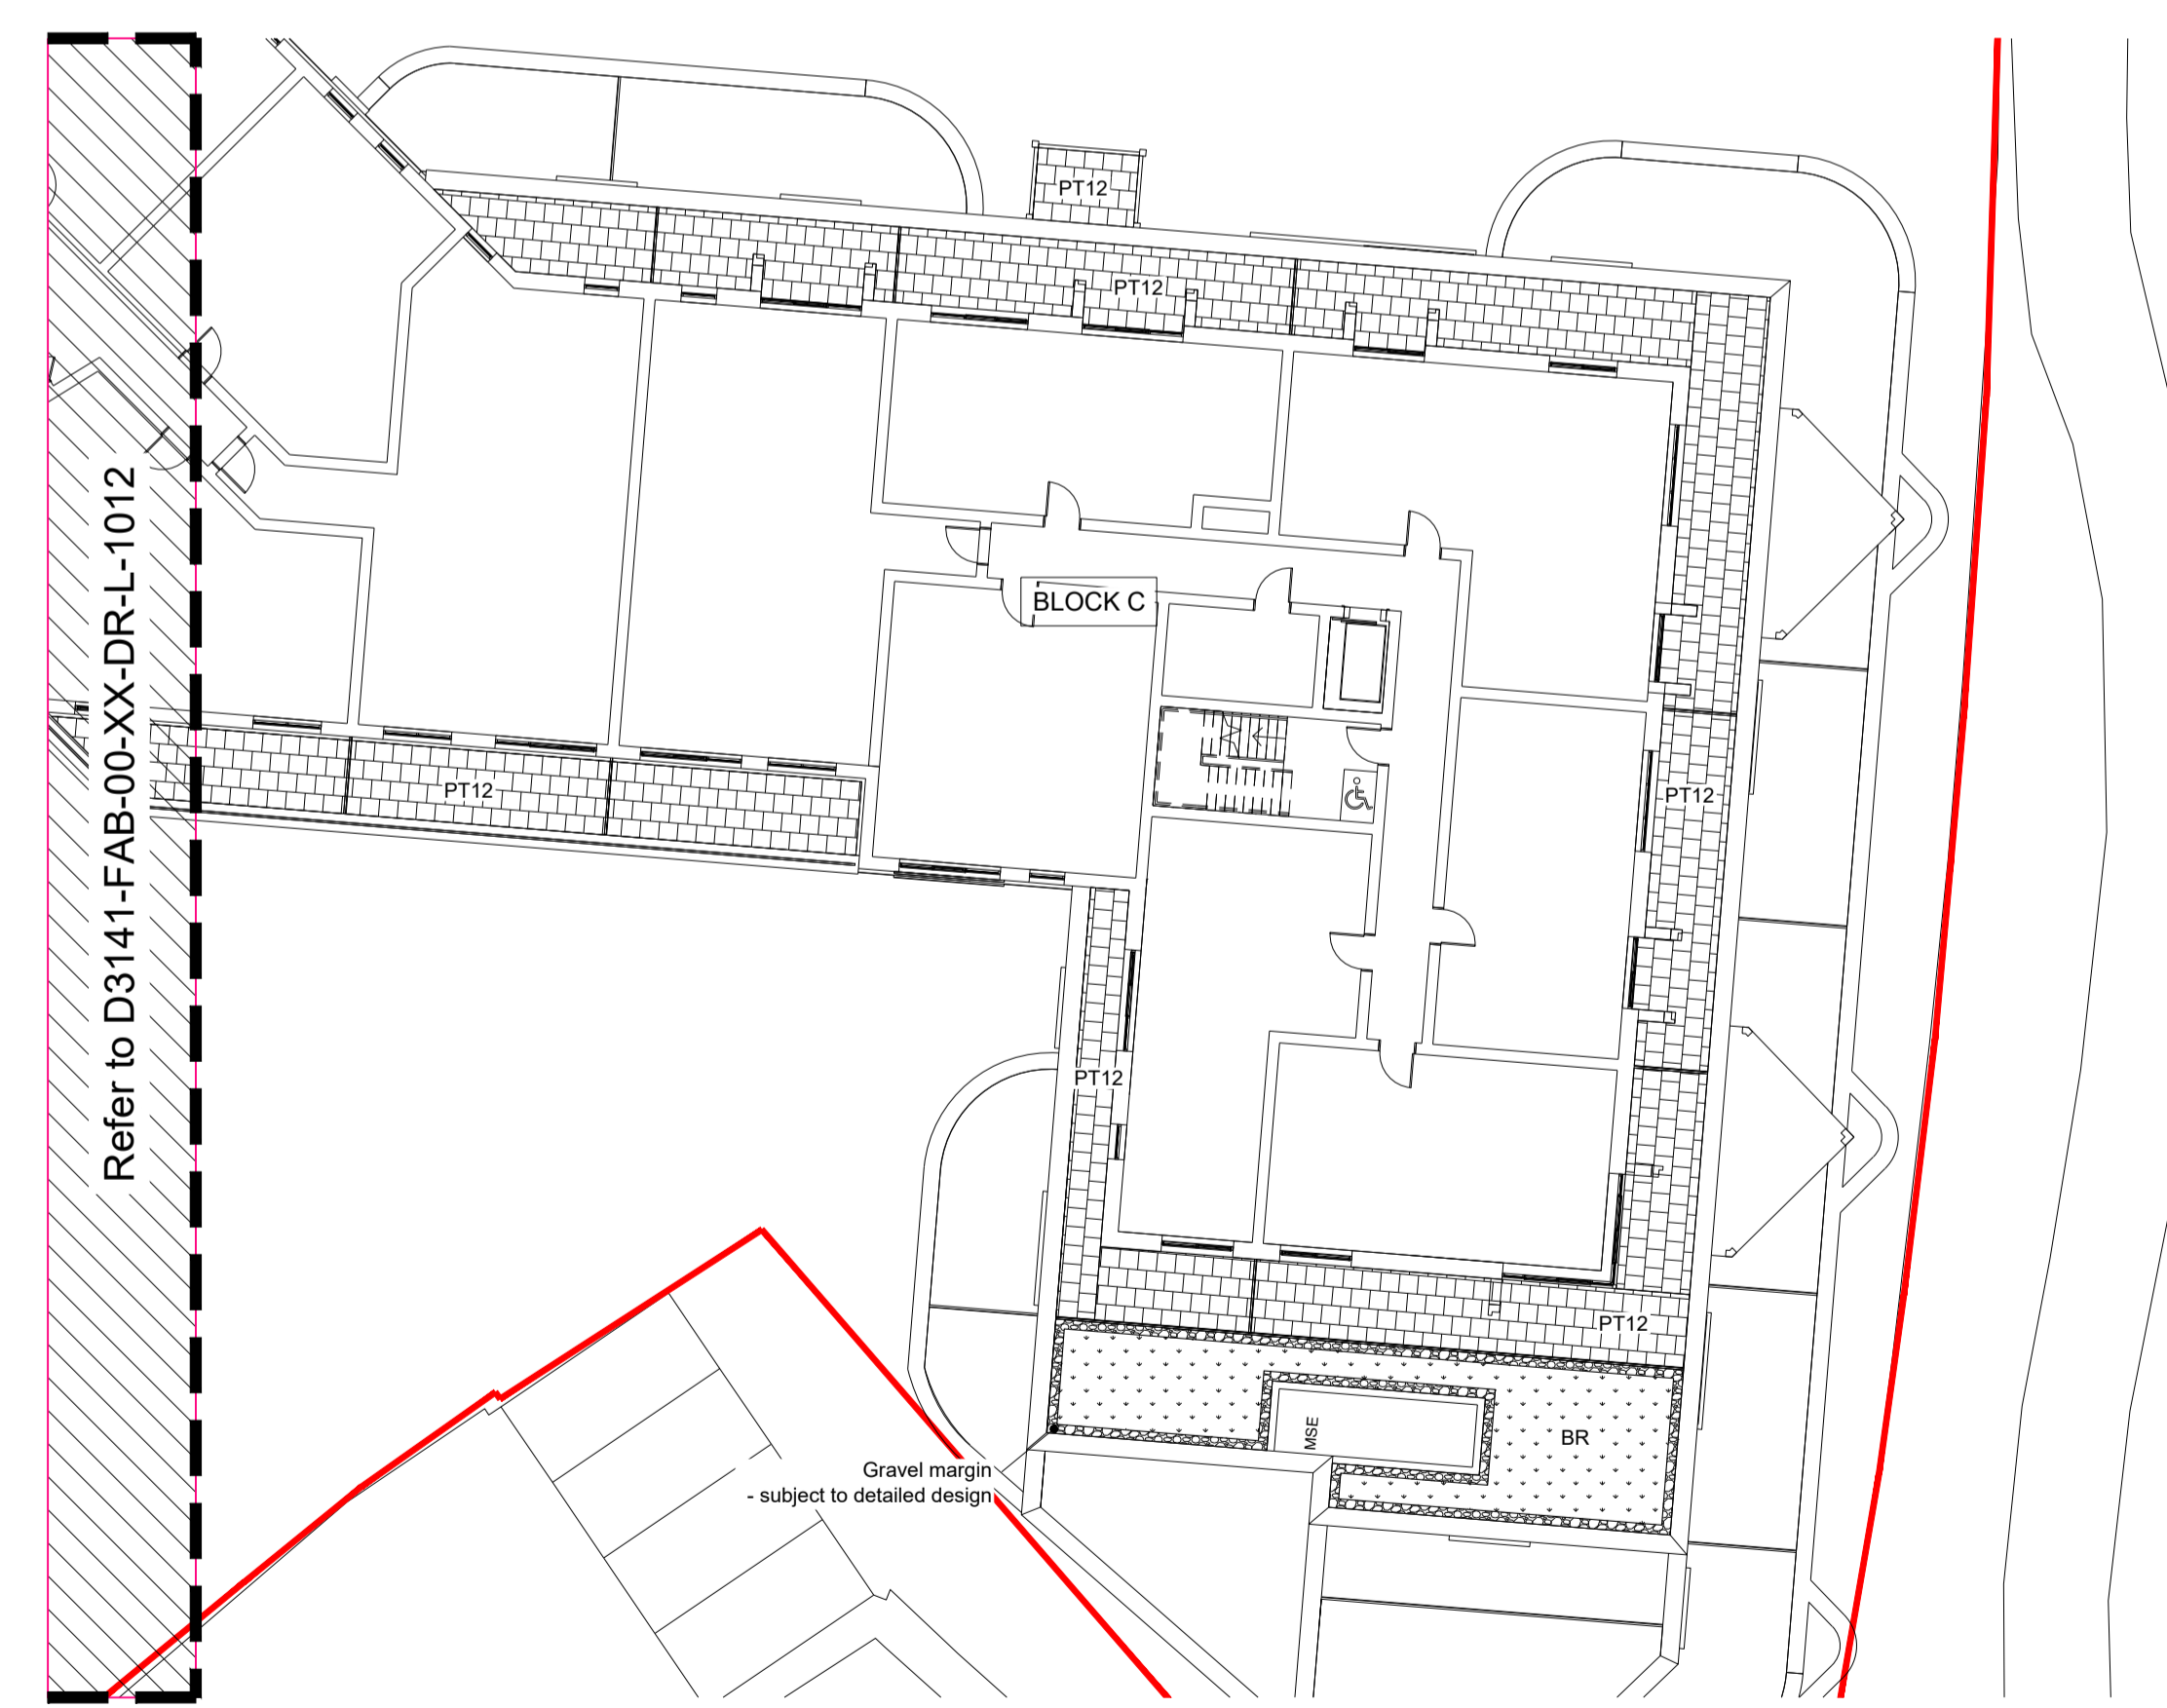 PT12
PT12
Refer to D3141-FAB-00-XX-DR-L-1012
BLOCK C
PT12
PT12
PT12
PT12
MSE
BR
Gravel margin
- subject to detailed design